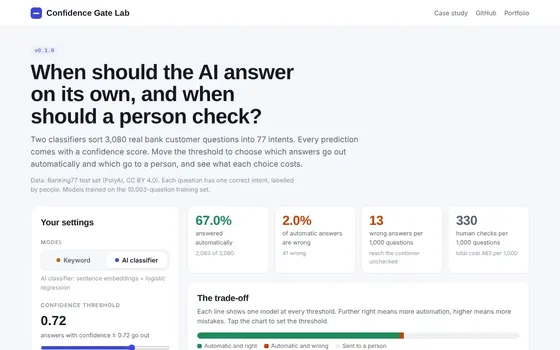 Confidence Gate Lab
Case study GitHub Portfolio
v0.1.0
When should the AI answer
on its own, and when
should a person check?
Two classifiers sort 3,080 real bank customer questions into 77 intents. Every prediction
comes with a confidence score. Move the threshold to choose which answers go out
automatically and which go to a person, and see what each choice costs.
Data: Banking77 test set (PolyAI, CC BY 4.0). Each question has one correct intent, labelled
by people. Models trained on the 10,003-question training set.
Your settings
MODEL
Keyword AI classifier
AI classifier: sentence embeddings + logistic
regression
CONFIDENCE THRESHOLD
0.72
answers with confidence ≥ 0.72 go out
67.0%
answered
automatically
2,063 of 3,080
2.0%
of automatic answers
are wrong
41 wrong
13
wrong answers per
1,000 questions
reach the customer
unchecked
330
human checks per
1,000 questions
total cost 463 per 1,000
The trade-off
Each line shows one model at every threshold. Further right means more automation, higher means more
mistakes. Tap the chart to set the threshold.
Automatic and right Automatic and wrong Sent to a person